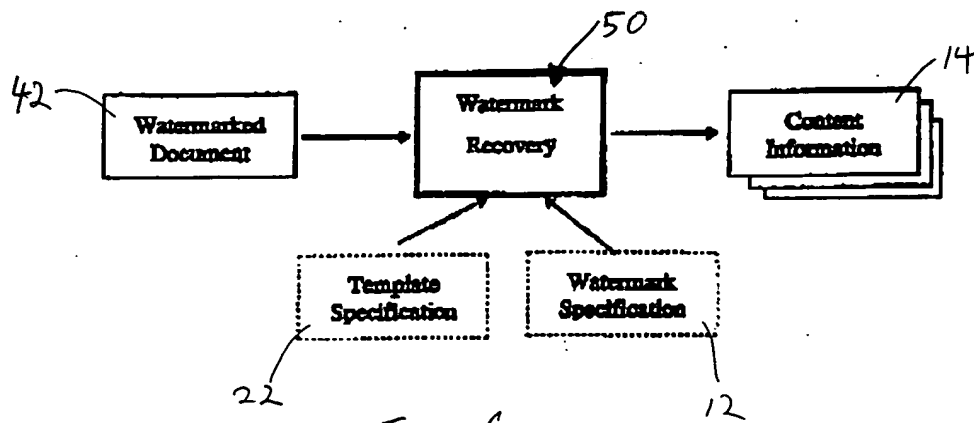 50
14
42
Watermarked
Document
Watermark
Recovery
Content
Information
Template
Specification
Watermark
Specification
22
12